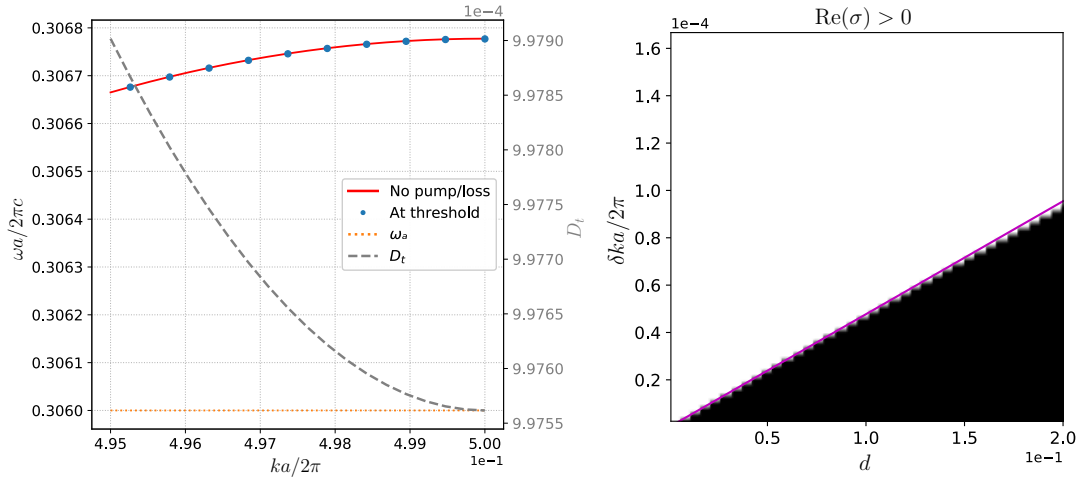 1e−4
0.3068
0.3067
0.3066
0.3065
0.3064
0.3063
0.3062
0.3061
0.3060
ωa/2πc
9.9790
9.9785
9.9780
9.9775
9.9770
9.9765
9.9760
9.9755
D_t
No pump/loss
At threshold
ωₐ
D_t
4.95
4.96
4.97
4.98
4.99
5.00
1e−1
ka/2π
Re(σ) > 0
1e−4
1.6
1.4
1.2
1.0
0.8
0.6
0.4
0.2
δka/2π
0.5
1.0
1.5
2.0
1e−1
d